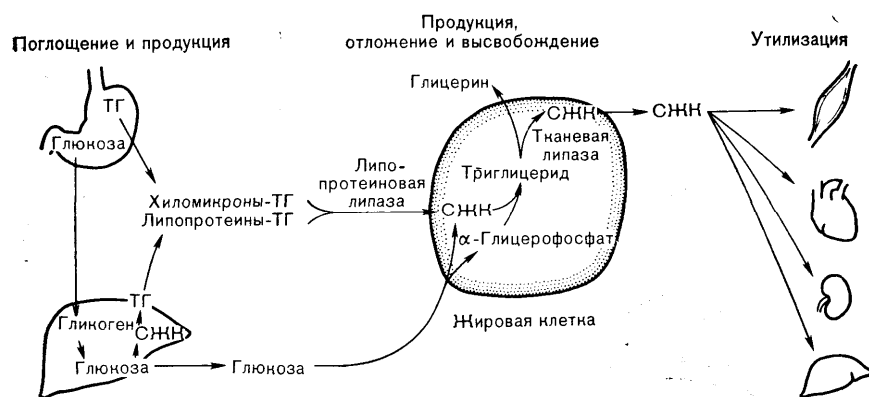 Поглощение и продукция
Продукция,
отложение и высвобождение
Утилизация
ТГ
Глюкоза
Хиломикроны-ТГ
Липопротеины-ТГ
Липо-
протеиновая
липаза
Глицерин
СЖК
Тканевая
липаза
Триглицерид
СЖК
α-Глицерофосфат
Жировая клетка
СЖК
ТГ
Гликоген
СЖК
Глюкоза
Глюкоза